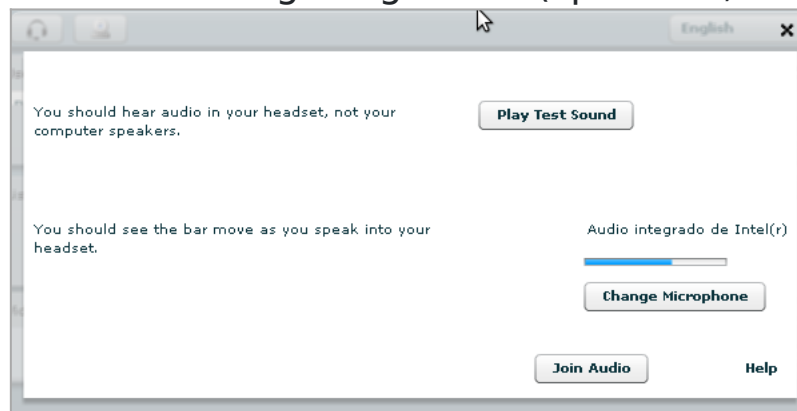 English
You should hear audio in your headset, not your
computer speakers.
Play Test Sound
You should see the bar move as you speak into your
headset.
Audio integrado de Intel(r)
Change Microphone
Join Audio
Help